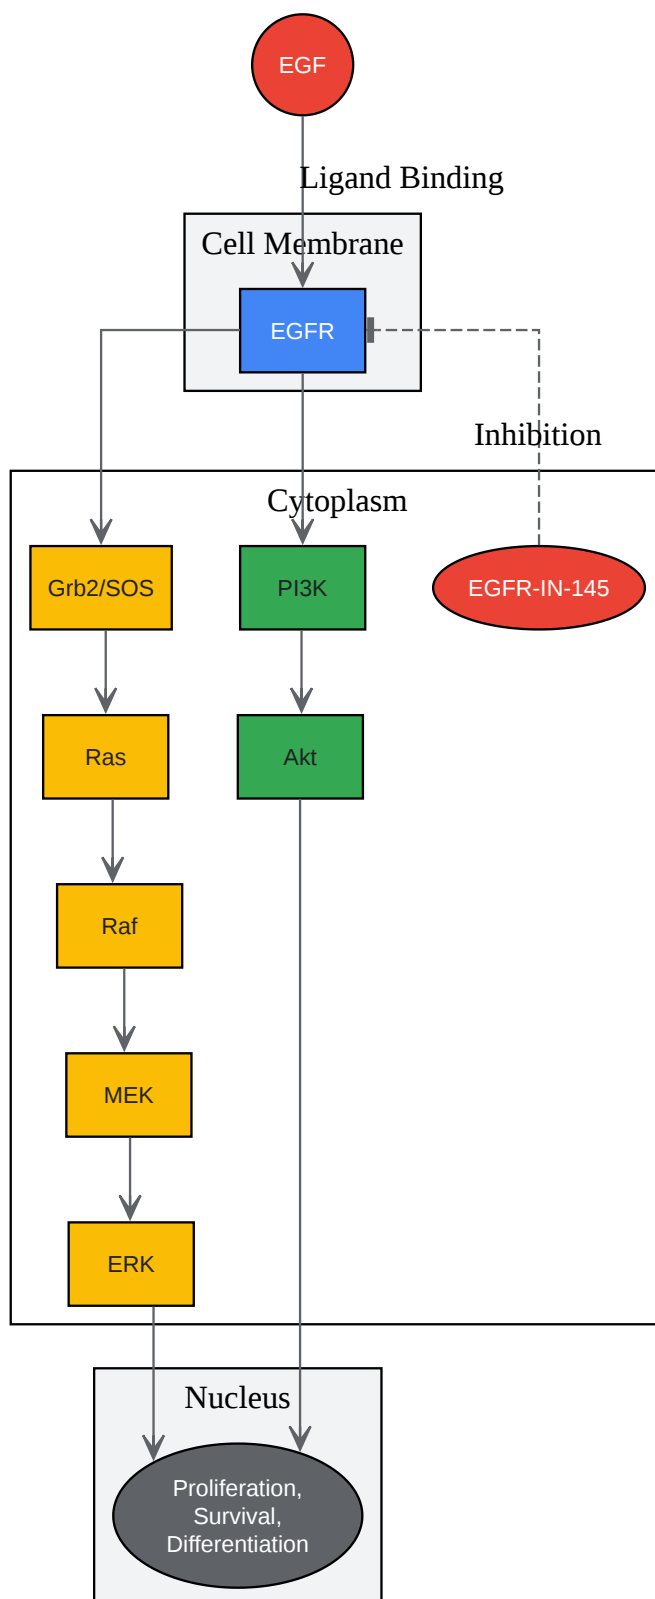 EGF
Ligand Binding
Cell Membrane
EGFR
Inhibition
Cytoplasm
Grb2/SOS
PI3K
EGFR-IN-145
Ras
Akt
Raf
MEK
ERK
Nucleus
Proliferation,
Survival,
Differentiation